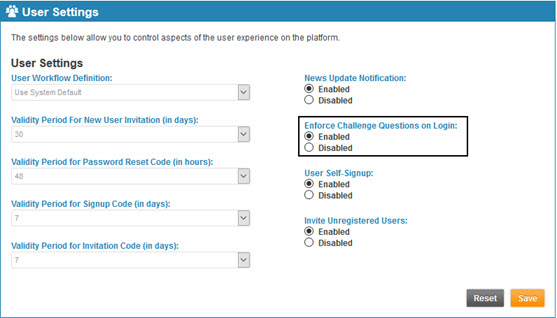 User Settings
The settings below allow you to control aspects of the user experience on the platform.
User Settings
User Workflow Definition:
Use System Default
Validity Period For New User Invitation (in days):
30
Validity Period for Password Reset Code (in hours):
48
Validity Period for Signup Code (in days):
7
Validity Period for Invitation Code (in days):
7
News Update Notification:
Enabled
Disabled
Enforce Challenge Questions on Login:
Enabled
Disabled
User Self-Signup:
Enabled
Disabled
Invite Unregistered Users:
Enabled
Disabled
Reset Save